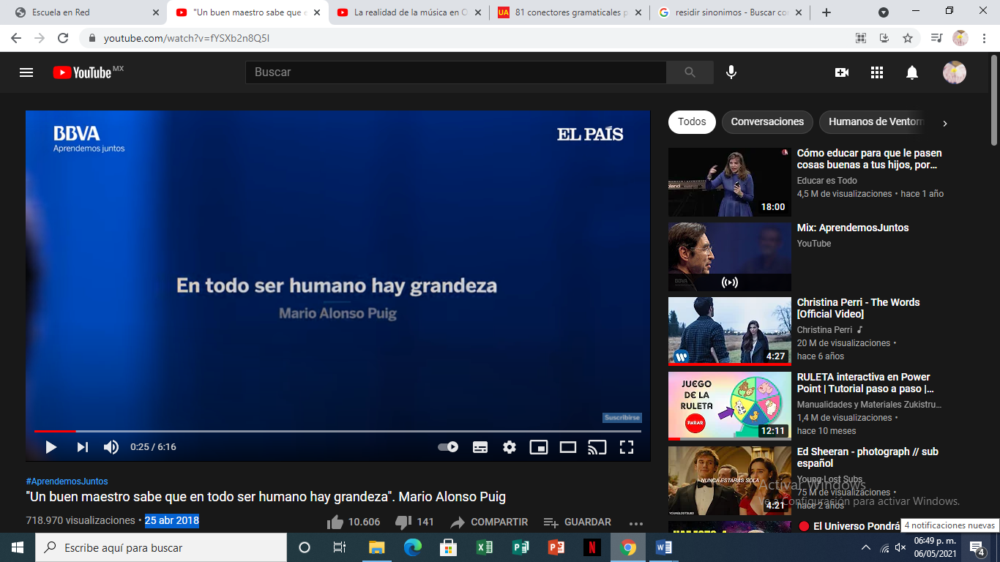 Escuela en Red
"Un buen maestro sabe que e
La realidad de la música en O
81 conectores gramaticales p
residir sinonimos - Buscar co
youtube.com/watch?v=fYSXb2n8Q5I
YouTube MX
Buscar
BBVA
Aprendemos juntos
EL PAÍS
En todo ser humano hay grandeza
Mario Alonso Puig
Suscribirse
0:25 / 6:16
#AprendemosJuntos
"Un buen maestro sabe que en todo ser humano hay grandeza". Mario Alonso Puig
718.970 visualizaciones • 25 abr 2018
10.606
141
COMPARTIR
GUARDAR
Todos
Conversaciones
Humanos de Ventorr
18:00
Cómo educar para que le pasen
cosas buenas a tus hijos, por...
Educar es Todo
4,5 M de visualizaciones • hace 1 año
BBVA
Mix: AprendemosJuntos
YouTube
4:27
Christina Perri - The Words
[Official Video]
Christina Perri
20 M de visualizaciones •
hace 6 años
JUEGO
DE LA
RULETA
PARAR
12:11
RULETA interactiva en Power
Point | Tutorial paso a paso |...
Manualidades y Materiales Zukistru...
1,4 M de visualizaciones •
hace 10 meses
NUNCA ESTARAS SOLA
YOUNGLOSTSUBS
4:21
Ed Sheeran - photograph // sub
español
Young Lost Subs
75 M de visualizaciones •
hace 2 años
Activar Windows
Ve a Configuración para activar Windows.
El Universo Pondrá
4 notificaciones nuevas
Escribe aquí para buscar
06:49 p. m.
06/05/2021
4